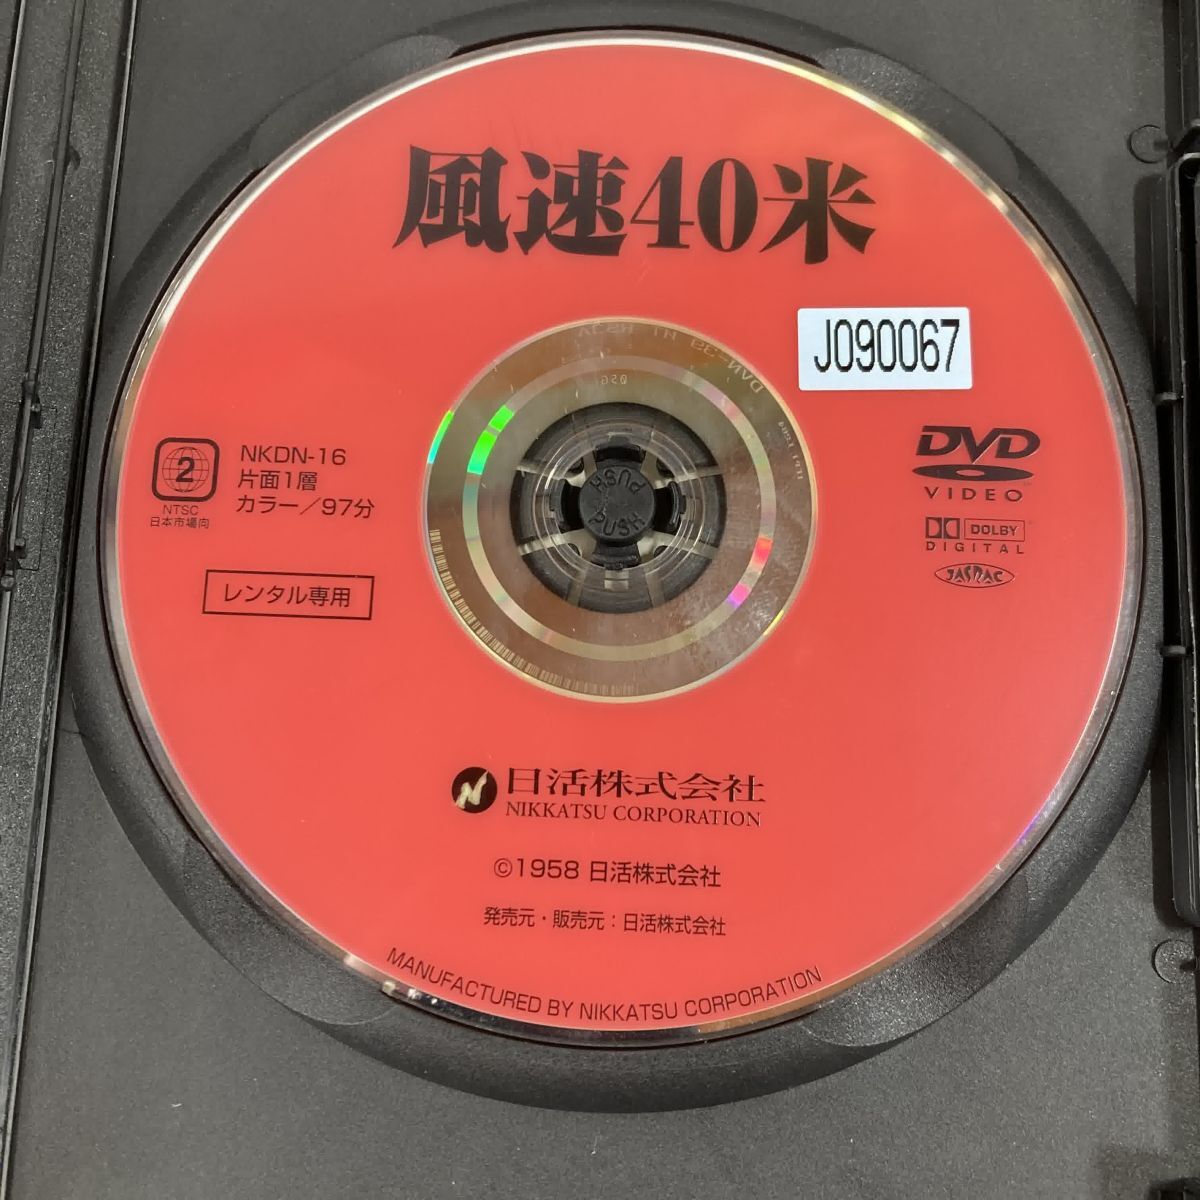 風速40米
J090067
2
NTSC
日本市場向
NKDN-16
片面1層
カラー/97分
レンタル専用
DVD
VIDEO
DOLBY
DIGITAL
JASRAC
PUSH
PUSH
日活株式会社
NIKKATSU CORPORATION
©1958 日活株式会社
発売元・販売元:日活株式会社
MANUFACTURED BY NIKKATSU CORPORATION